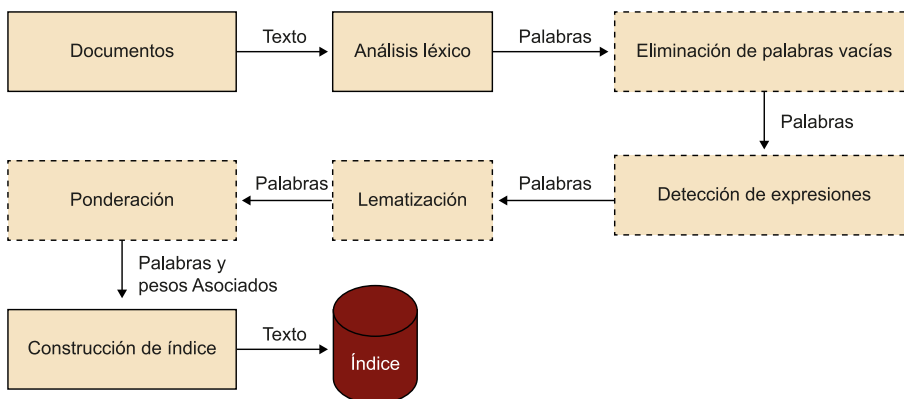 Documentos
Texto
Análisis léxico
Palabras
Eliminación de palabras vacías
Palabras
Detección de expresiones
Palabras
Lematización
Palabras
Ponderación
Palabras y
pesos Asociados
Construcción de índice
Texto
Índice